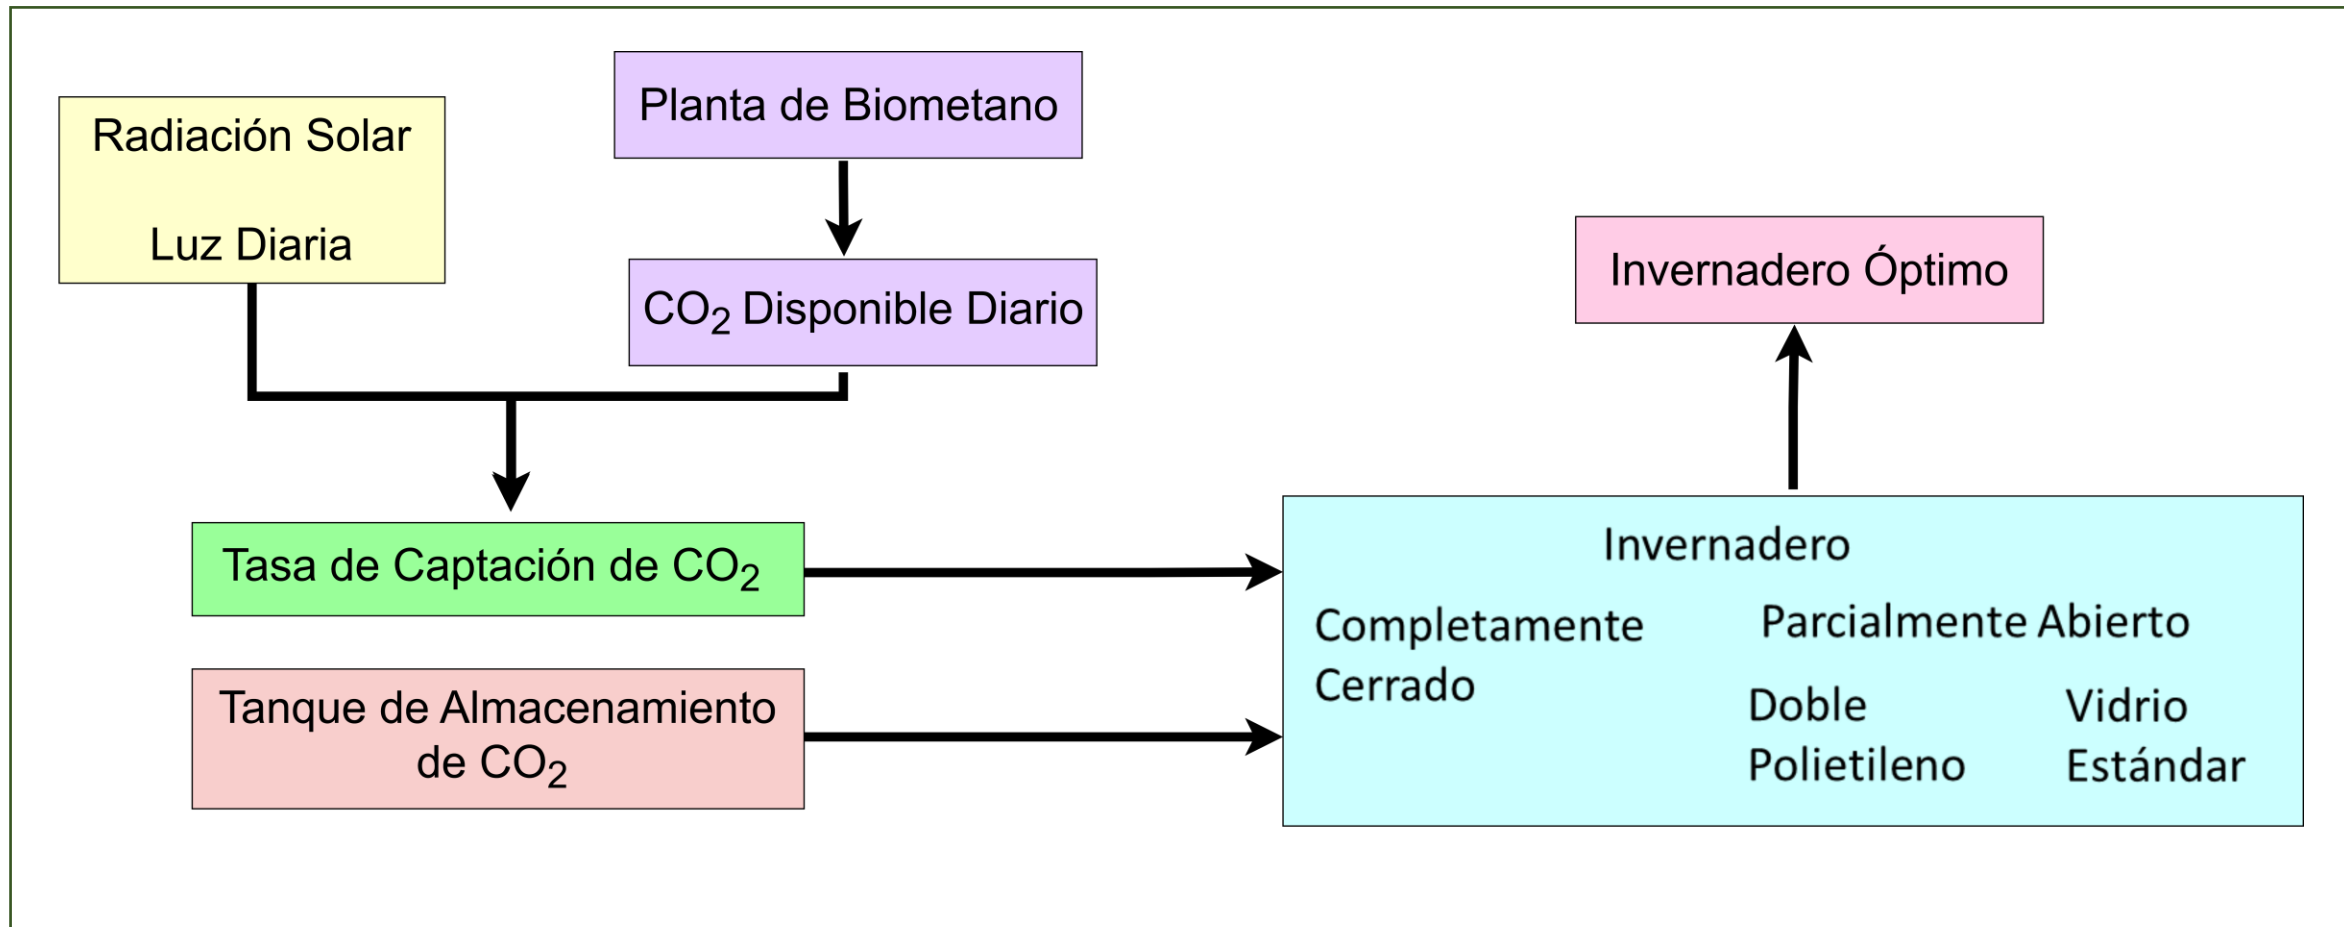 Radiación Solar
Luz Diaria
Planta de Biometano
CO₂ Disponible Diario
Invernadero Óptimo
Tasa de Captación de CO₂
Tanque de Almacenamiento
de CO₂
Invernadero
Completamente
Cerrado
Parcialmente Abierto
Doble
Polietileno
Vidrio
Estándar